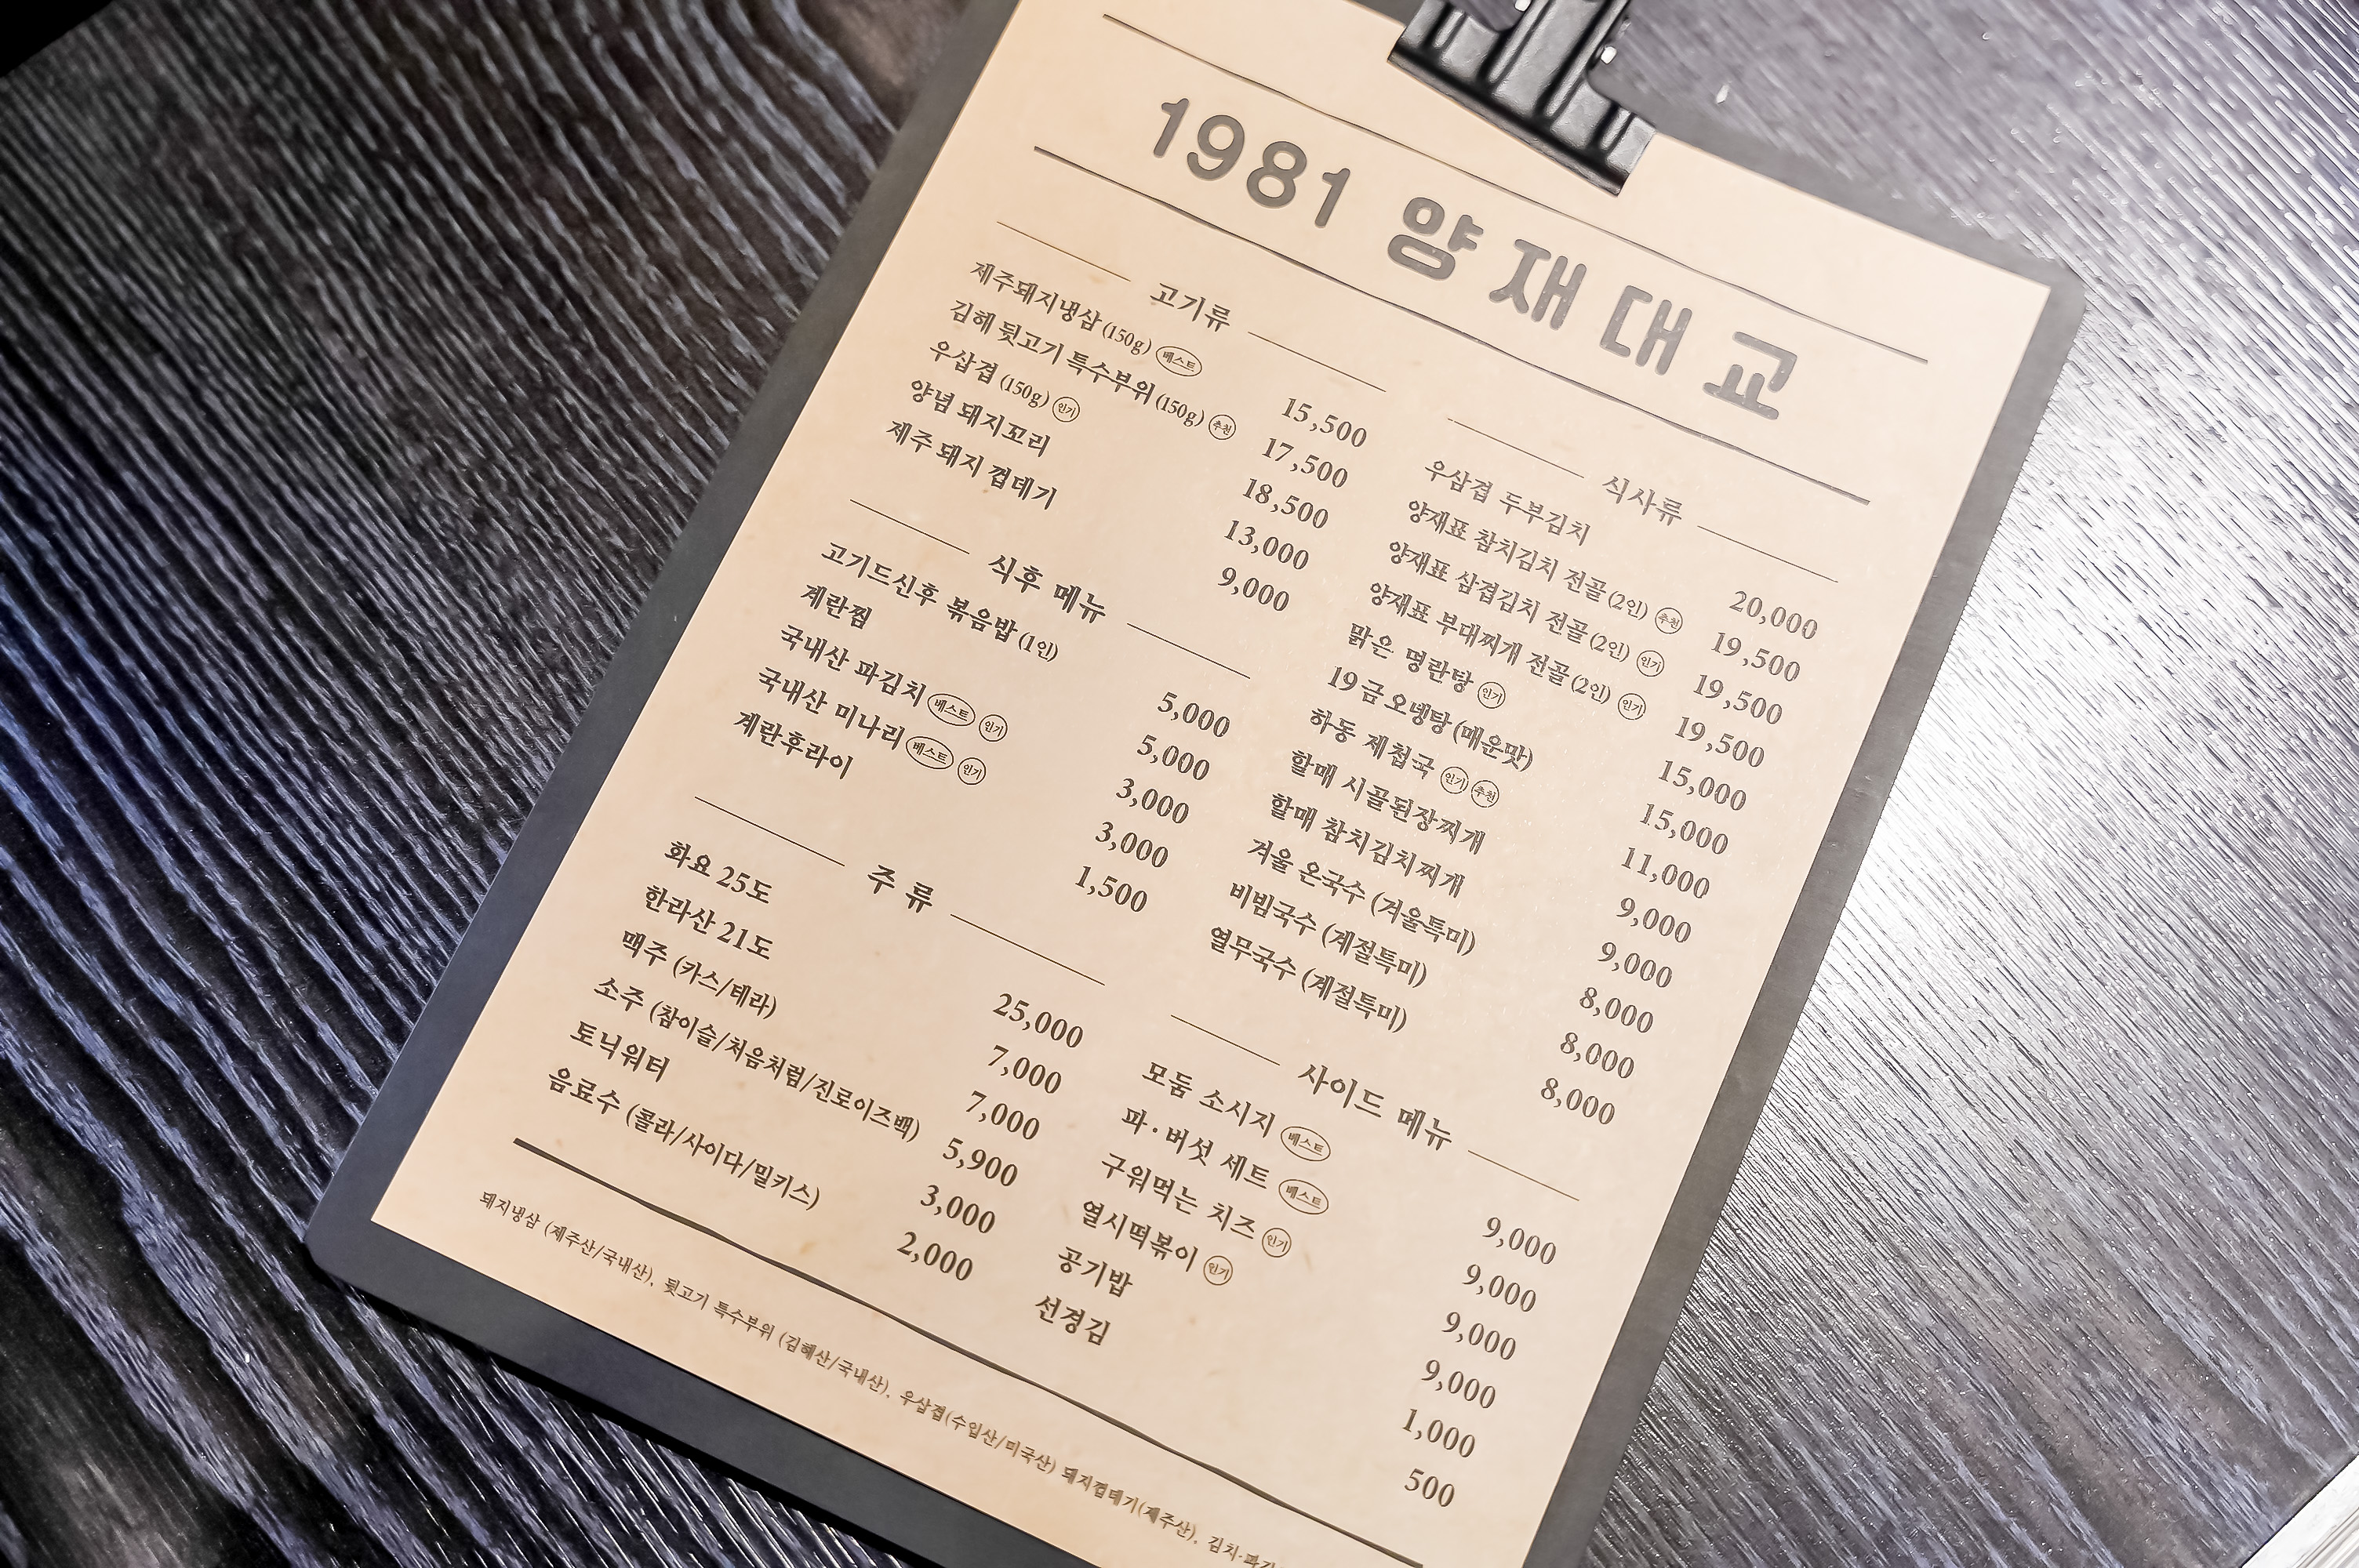 1981 양재대교
고기류
제주돼지냉삼 (150g) 베스트 15,500
김해 뒷고기 특수부위 (150g) 추천 17,500
우삼겹 (150g) 인기 18,500
양념 돼지꼬리 13,000
제주 돼지 껍데기 9,000
식후 메뉴
고기드신후 볶음밥 (1인) 5,000
계란찜 5,000
국내산 파김치 베스트 인기 3,000
국내산 미나리 베스트 인기 3,000
계란후라이 1,500
주류
화요 25도 25,000
한라산 21도 7,000
맥주 (카스/테라) 7,000
소주 (참이슬/처음처럼/진로이즈백) 5,900
토닉워터 3,000
음료수 (콜라/사이다/밀키스) 2,000
식사류
우삼겹 두부김치 20,000
양재표 참치김치 전골 (2인) 추천 19,500
양재표 삼겹김치 전골 (2인) 인기 19,500
양재표 부대찌개 전골 (2인) 인기 19,500
맑은 명란탕 인기 15,000
19금 오뎅탕 (매운맛) 15,000
하동 제첩국 인기 추천 11,000
할매 시골된장찌개 9,000
할매 참치김치찌개 9,000
겨울 온국수 (겨울특미) 8,000
비빔국수 (계절특미) 8,000
열무국수 (계절특미) 8,000
사이드 메뉴
모둠 소시지 베스트 9,000
파·버섯 세트 베스트 9,000
구워먹는 치즈 인기 9,000
열시떡볶이 인기 9,000
공기밥 1,000
선경김 500
돼지냉삼 (제주산/국내산), 뒷고기 특수부위 (김해산/국내산), 우삼겹(수입산/미국산) 돼지껍데기(제주산), 김치·파김